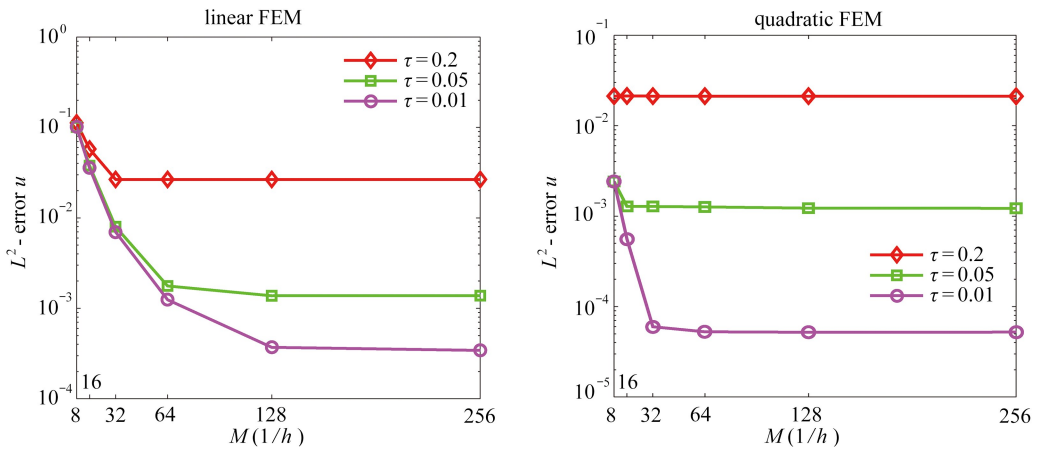 linear FEM
10^0
10^{-1}
10^{-2}
10^{-3}
10^{-4}
L^2 - error u
τ = 0.2
τ = 0.05
τ = 0.01
16
8 32 64 128 256
M (1/h)
quadratic FEM
10^{-1}
10^{-2}
10^{-3}
10^{-4}
10^{-5}
L^2 - error u
τ = 0.2
τ = 0.05
τ = 0.01
16
8 32 64 128 256
M (1/h)